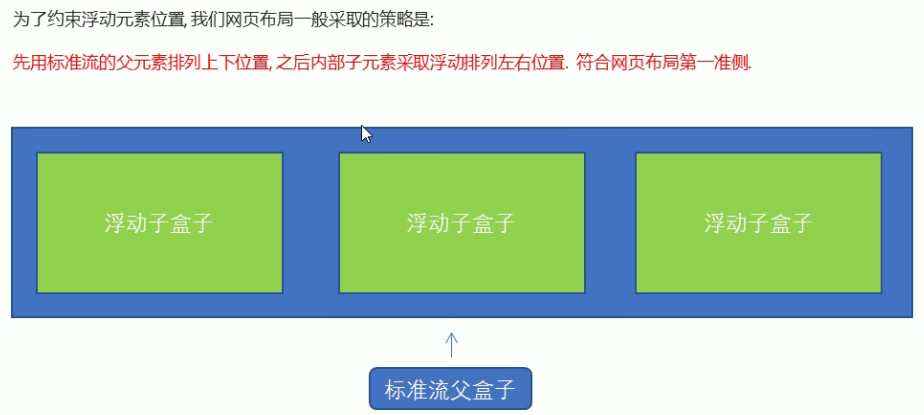 为了约束浮动元素位置, 我们网页布局一般采取的策略是:
先用标准流的父元素排列上下位置, 之后内部子元素采取浮动排列左右位置. 符合网页布局第一准侧.
浮动子盒子
浮动子盒子
浮动子盒子
标准流父盒子